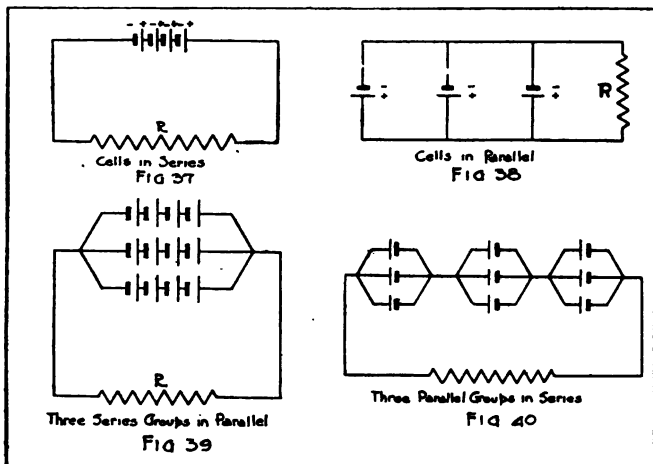 - + - + - + - +
R
Cells in Series
FIG 37
- + - + - +
R
Cells in Parallel
FIG 38
R
Three Series Groups in Parallel
FIG 39
Three Parallel Groups in Series
FIG 40